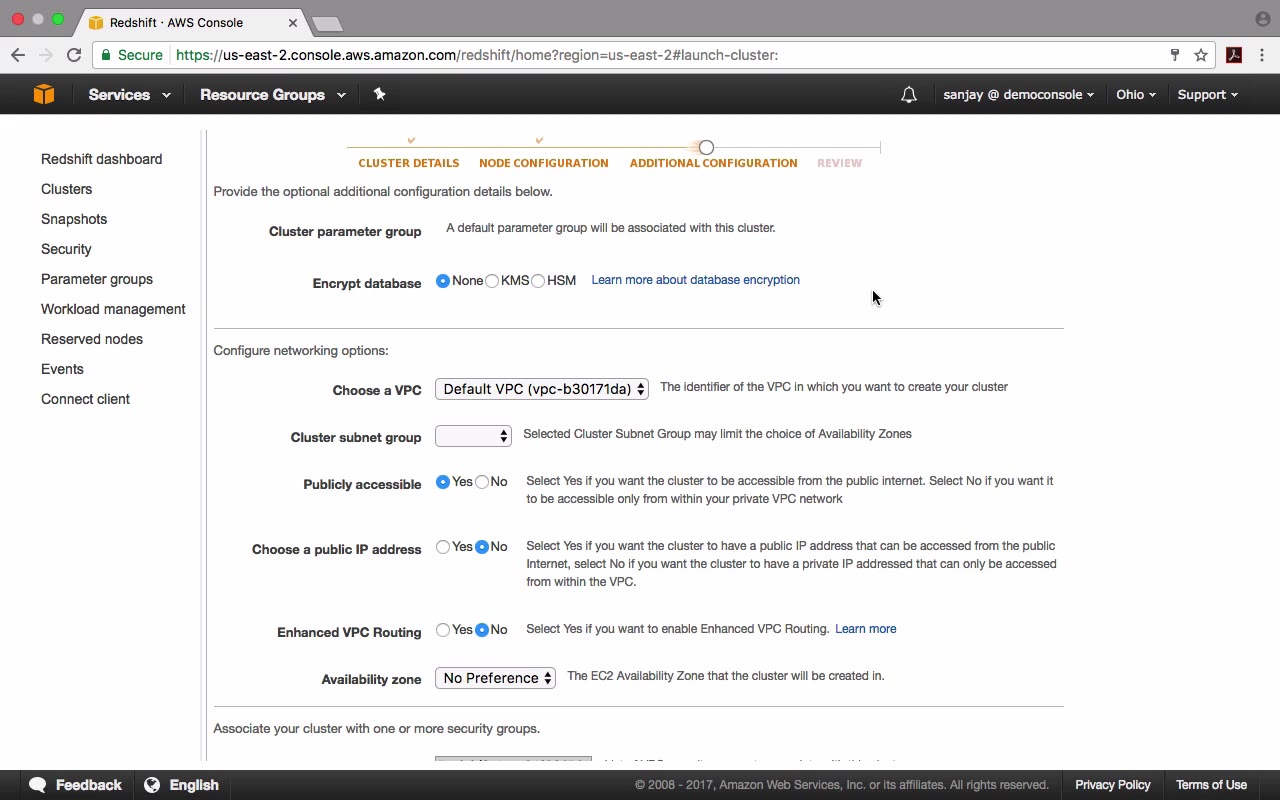 Redshift · AWS Console
Secure
https://us-east-2.console.aws.amazon.com/redshift/home?region=us-east-2#launch-cluster:
Services
Resource Groups
sanjay @ democonsole
Ohio
Support
Redshift dashboard
Clusters
Snapshots
Security
Parameter groups
Workload management
Reserved nodes
Events
Connect client
CLUSTER DETAILS
NODE CONFIGURATION
ADDITIONAL CONFIGURATION
REVIEW
Provide the optional additional configuration details below.
Cluster parameter group
A default parameter group will be associated with this cluster.
Encrypt database
None KMS HSM
Learn more about database encryption
Configure networking options:
Choose a VPC
Default VPC (vpc-b30171da)
The identifier of the VPC in which you want to create your cluster
Cluster subnet group
Selected Cluster Subnet Group may limit the choice of Availability Zones
Publicly accessible
Yes No
Select Yes if you want the cluster to be accessible from the public internet. Select No if you want it
to be accessible only from within your private VPC network
Choose a public IP address
Yes No
Select Yes if you want the cluster to have a public IP address that can be accessed from the public
Internet, select No if you want the cluster to have a private IP addressed that can only be accessed
from within the VPC.
Enhanced VPC Routing
Yes No
Select Yes if you want to enable Enhanced VPC Routing. Learn more
Availability zone
No Preference
The EC2 Availability Zone that the cluster will be created in.
Associate your cluster with one or more security groups.
Feedback
English
© 2008 - 2017, Amazon Web Services, Inc. or its affiliates. All rights reserved.
Privacy Policy
Terms of Use